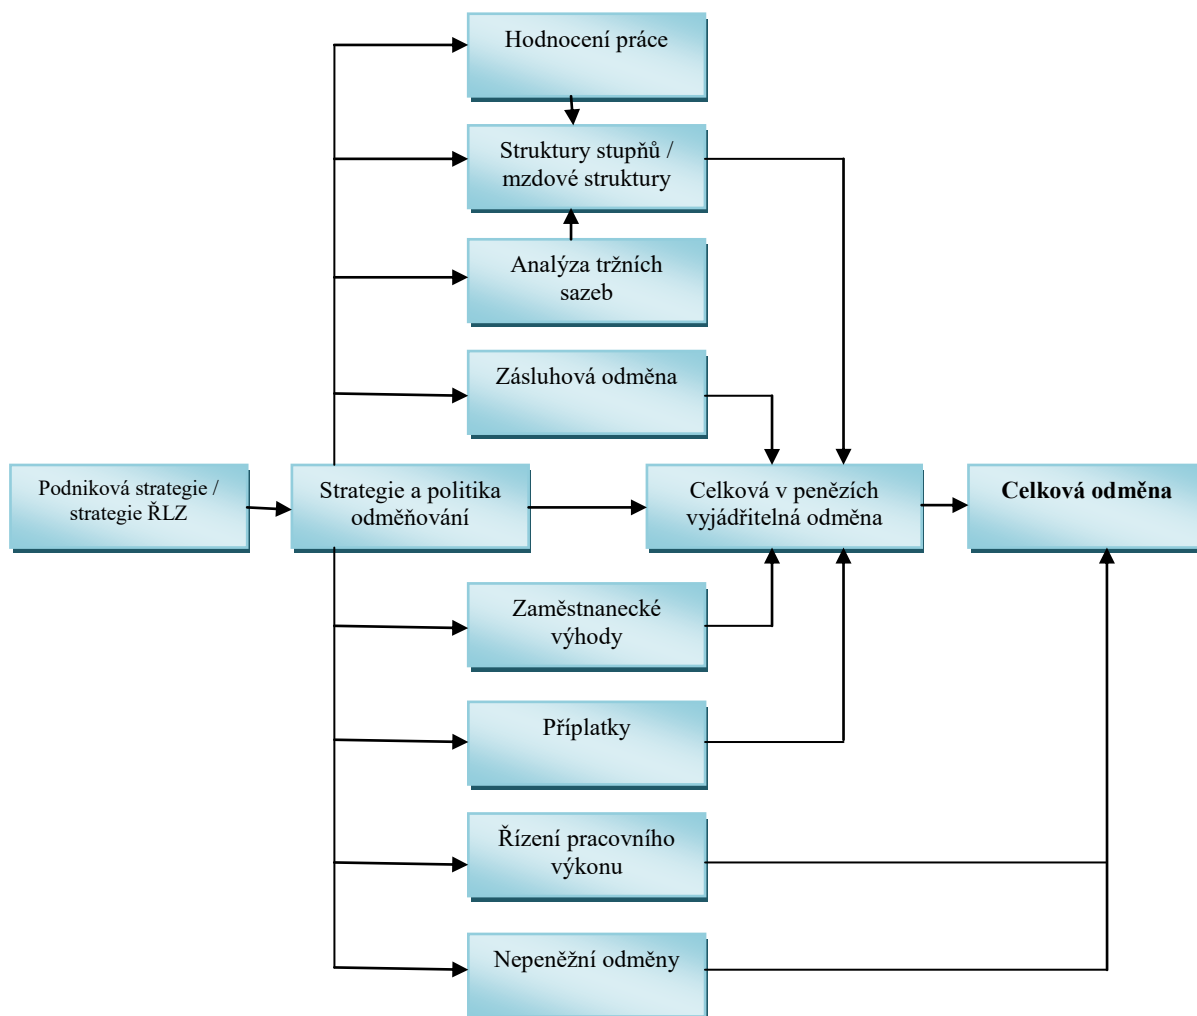 Hodnocení práce
Struktury stupňů /
mzdové struktury
Analýza tržních
sazeb
Zásluhová odměna
Podniková strategie /
strategie ŘLZ
Strategie a politika
odměňování
Celková v penězích
vyjádřitelná odměna
Celková odměna
Zaměstnanecké
výhody
Příplatky
Řízení pracovního
výkonu
Nepeněžní odměny